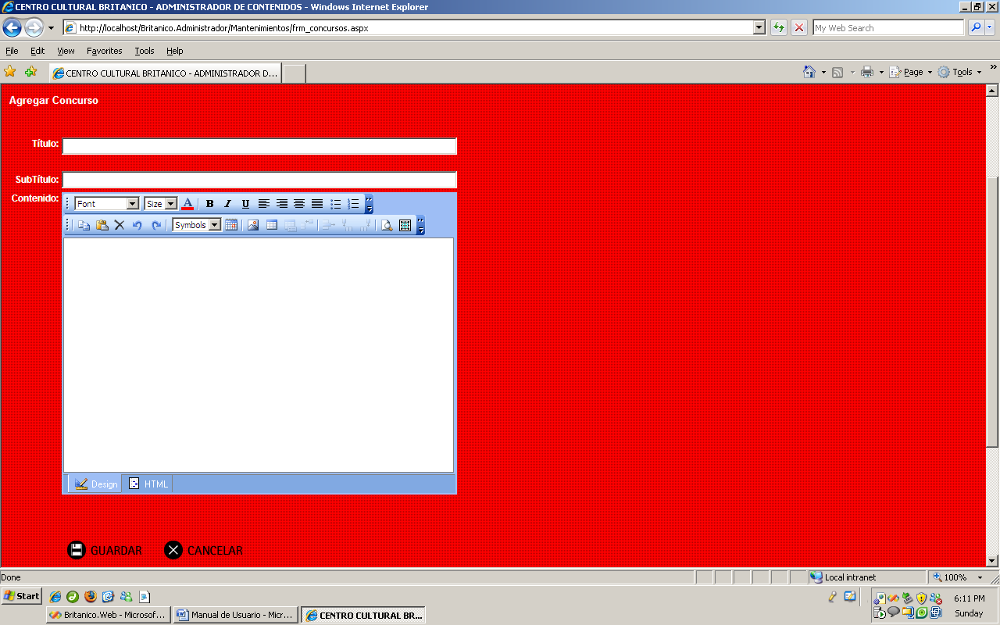 CENTRO CULTURAL BRITANICO - ADMINISTRADOR DE CONTENIDOS - Windows Internet Explorer
http://localhost/Britanico.Administrador/Mantenimientos/frm_concursos.aspx
My Web Search
File Edit View Favorites Tools Help
CENTRO CULTURAL BRITANICO - ADMINISTRADOR D...
Page Tools
Agregar Concurso
Título:
SubTítulo:
Contenido:
Font Size A B I U
Symbols
Design HTML
GUARDAR CANCELAR
Done Local intranet 100%
Start 6:11 PM
Britanico.Web - Microsof... Manual de Usuario - Micr... CENTRO CULTURAL BR... Sunday